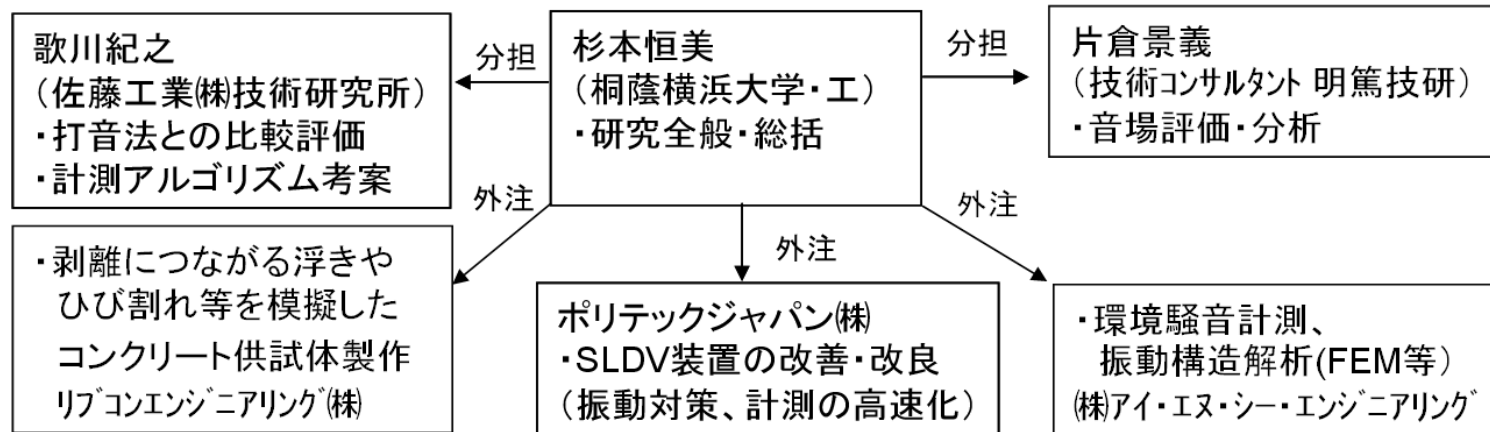 歌川紀之
(佐藤工業㈱技術研究所)
・打音法との比較評価
・計測アルゴリズム考案
分担
杉本恒美
(桐蔭横浜大学・工)
・研究全般・総括
分担
片倉景義
(技術コンサルタント 明篤技研)
・音場評価・分析
外注
・剥離につながる浮きや
ひび割れ等を模擬した
コンクリート供試体製作
ﾘﾌﾞｺﾝｴﾝｼﾞﾆｱﾘﾝｸﾞ㈱
外注
ポリテックジャパン㈱
・SLDV装置の改善・改良
(振動対策、計測の高速化)
外注
・環境騒音計測、
振動構造解析(FEM等)
㈱ｱｲ・ｴﾇ・ｼｰ・ｴﾝｼﾞﾆｱﾘﾝｸﾞ